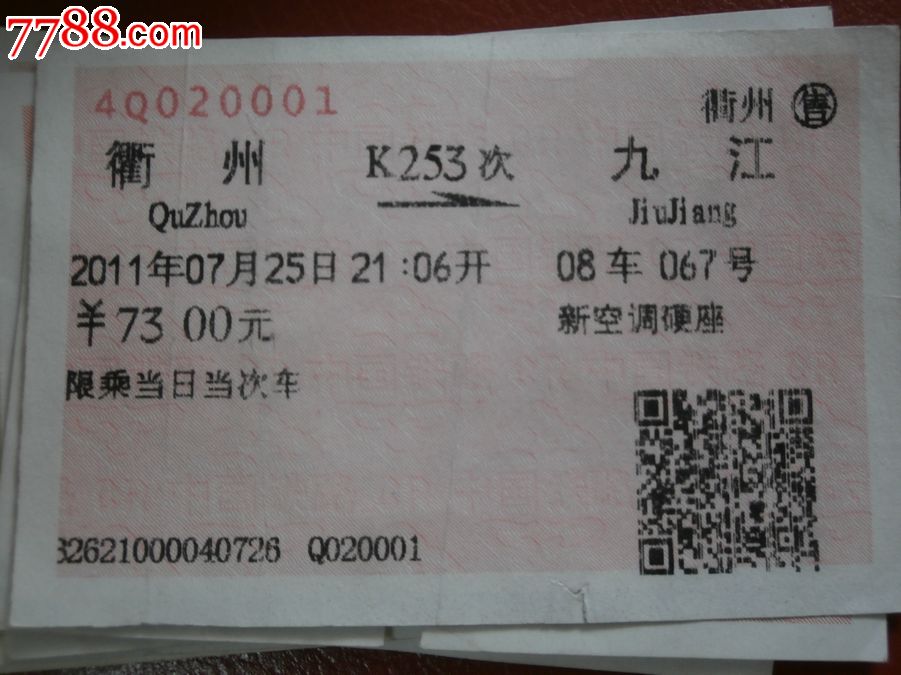 7788.com
4Q020001
衢州 售
衢州 K253次 九江
QuZhou JiuJiang
2011年07月25日 21:06开 08车 067号
¥73 00元 新空调硬座
限乘当日当次车
32621000040726 Q020001